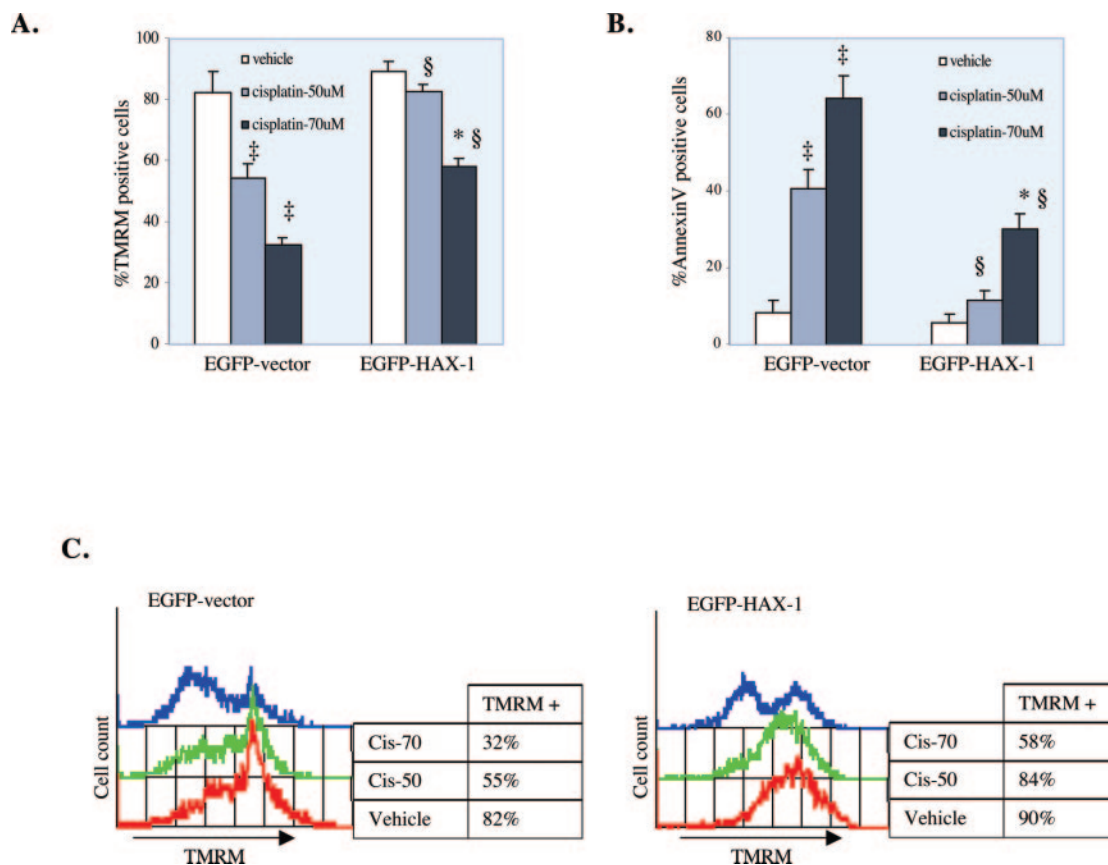 A.
%TMRM positive cells
100
80
60
40
20
0
vehicle
cisplatin-50uM
cisplatin-70uM
‡
‡
§
* §
EGFP-vector
EGFP-HAX-1
B.
%AnnexinV positive cells
80
60
40
20
0
vehicle
cisplatin-50uM
cisplatin-70uM
‡
‡
§
* §
EGFP-vector
EGFP-HAX-1
C.
EGFP-vector
Cell count
TMRM
TMRM +
Cis-70 32%
Cis-50 55%
Vehicle 82%
EGFP-HAX-1
Cell count
TMRM
TMRM +
Cis-70 58%
Cis-50 84%
Vehicle 90%